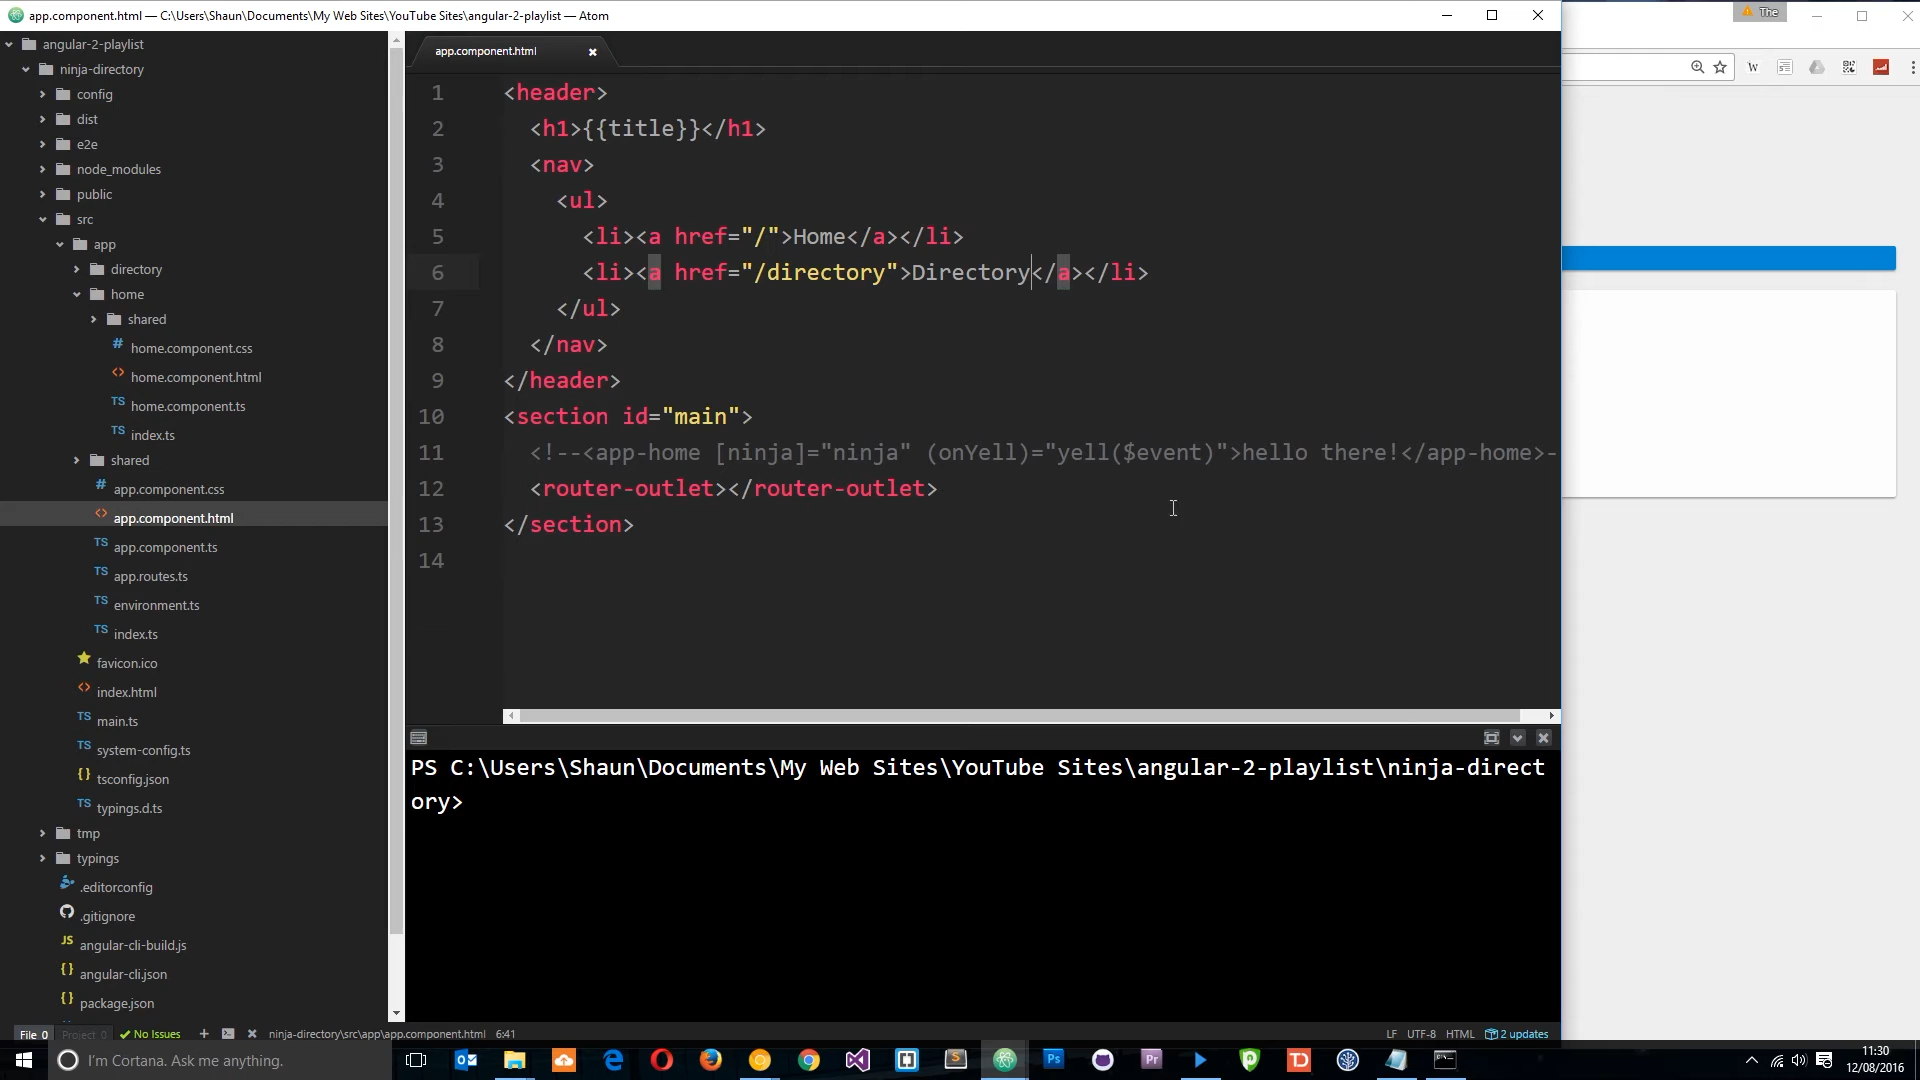 app.component.html — C:\Users\Shaun\Documents\My Web Sites\YouTube Sites\angular-2-playlist — Atom
The
angular-2-playlist
ninja-directory
config
dist
e2e
node_modules
public
src
app
directory
home
shared
home.component.css
home.component.html
home.component.ts
index.ts
shared
app.component.css
app.component.html
app.component.ts
app.routes.ts
environment.ts
index.ts
favicon.ico
index.html
main.ts
system-config.ts
tsconfig.json
typings.d.ts
tmp
typings
.editorconfig
.gitignore
angular-cli-build.js
angular-cli.json
package.json
app.component.html
1 <header>
2 <h1>{{title}}</h1>
3 <nav>
4 <ul>
5 <li><a href="/">Home</a></li>
6 <li><a href="/directory">Directory</a></li>
7 </ul>
8 </nav>
9 </header>
10 <section id="main">
11 <!--<app-home [ninja]="ninja" (onYell)="yell($event)">hello there!</app-home>-
12 <router-outlet></router-outlet>
13 </section>
14
PS C:\Users\Shaun\Documents\My Web Sites\YouTube Sites\angular-2-playlist\ninja-direct
ory>
File 0 Project 0 No Issues ninja-directory\src\app\app.component.html 6:41 LF UTF-8 HTML 2 updates
I'm Cortana. Ask me anything.
11:30
12/08/2016